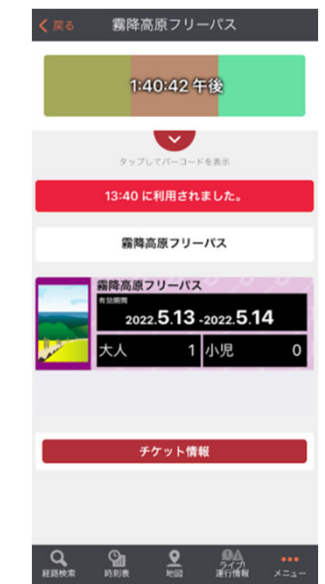 戻る 霧降高原フリーパス
1:40:42 午後
タップしてバーコードを表示
13:40 に利用されました。
霧降高原フリーパス
霧降高原フリーパス
有効期間
2022.5.13 -2022.5.14
大人 1 小児 0
チケット情報
経路検索 時刻表 地図 ライブ!運行情報 メニュー